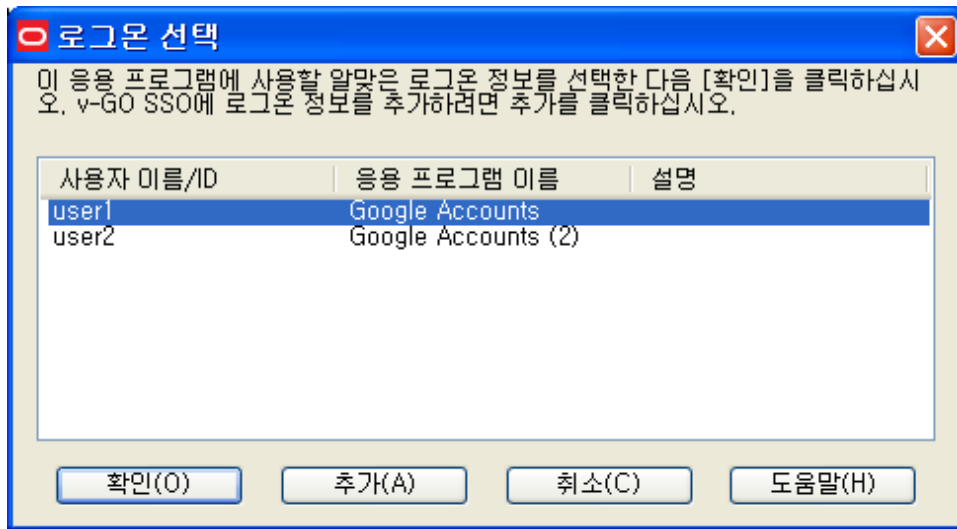 로그온 선택
이 응용 프로그램에 사용할 알맞은 로그온 정보를 선택한 다음 [확인]을 클릭하십시
오. v-GO SSO에 로그온 정보를 추가하려면 추가를 클릭하십시오.
사용자 이름/ID 응용 프로그램 이름 설명
user1 Google Accounts
user2 Google Accounts (2)
확인(O) 추가(A) 취소(C) 도움말(H)